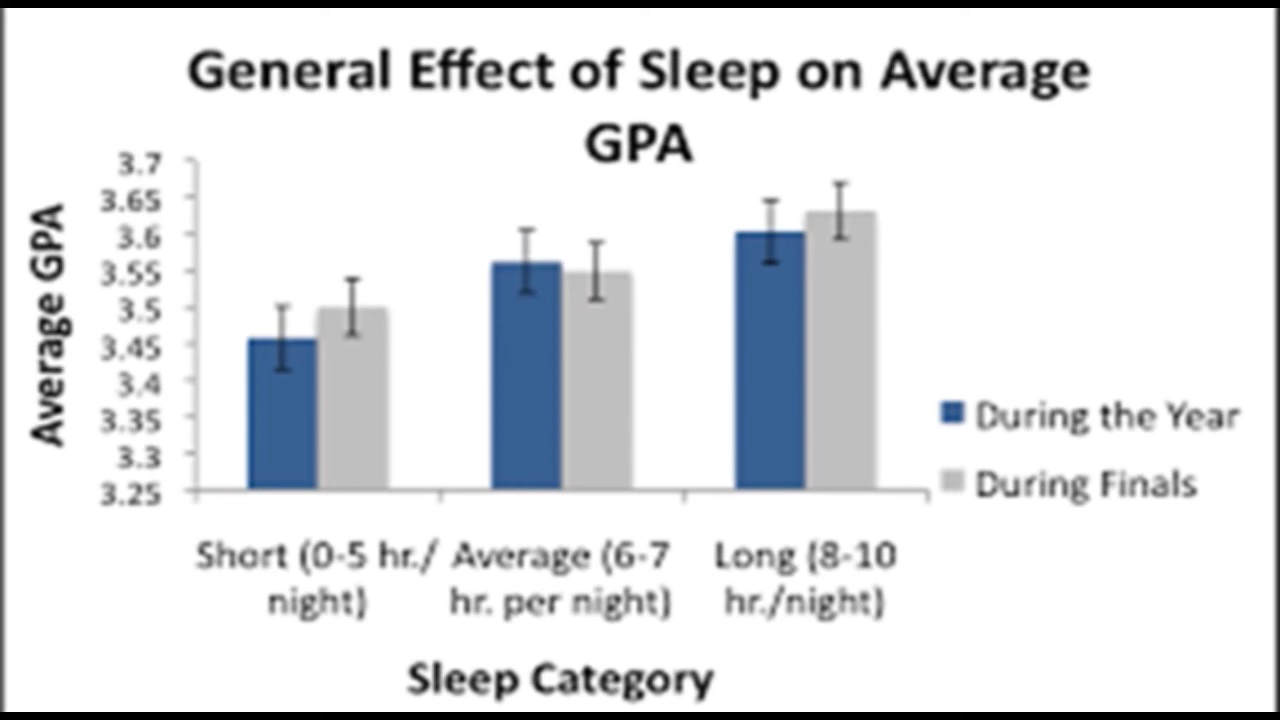 General Effect of Sleep on Average
GPA
Average GPA
3.7
3.65
3.6
3.55
3.5
3.45
3.4
3.35
3.3
3.25
During the Year
During Finals
Short (0-5 hr./
night)
Average (6-7
hr. per night)
Long (8-10
hr./night)
Sleep Category